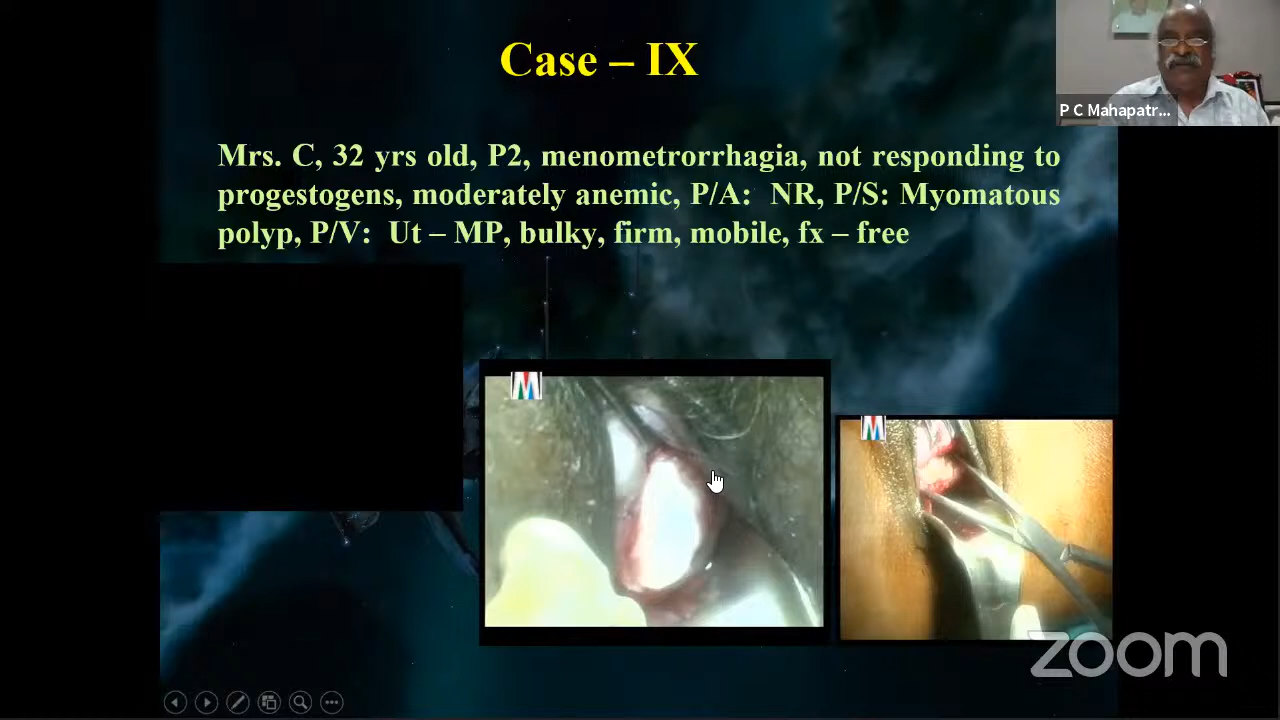 Case – IX
P C Mahapatr...
Mrs. C, 32 yrs old, P2, menometrorrhagia, not responding to
progestogens, moderately anemic, P/A: NR, P/S: Myomatous
polyp, P/V: Ut – MP, bulky, firm, mobile, fx – free
M
M
zoom